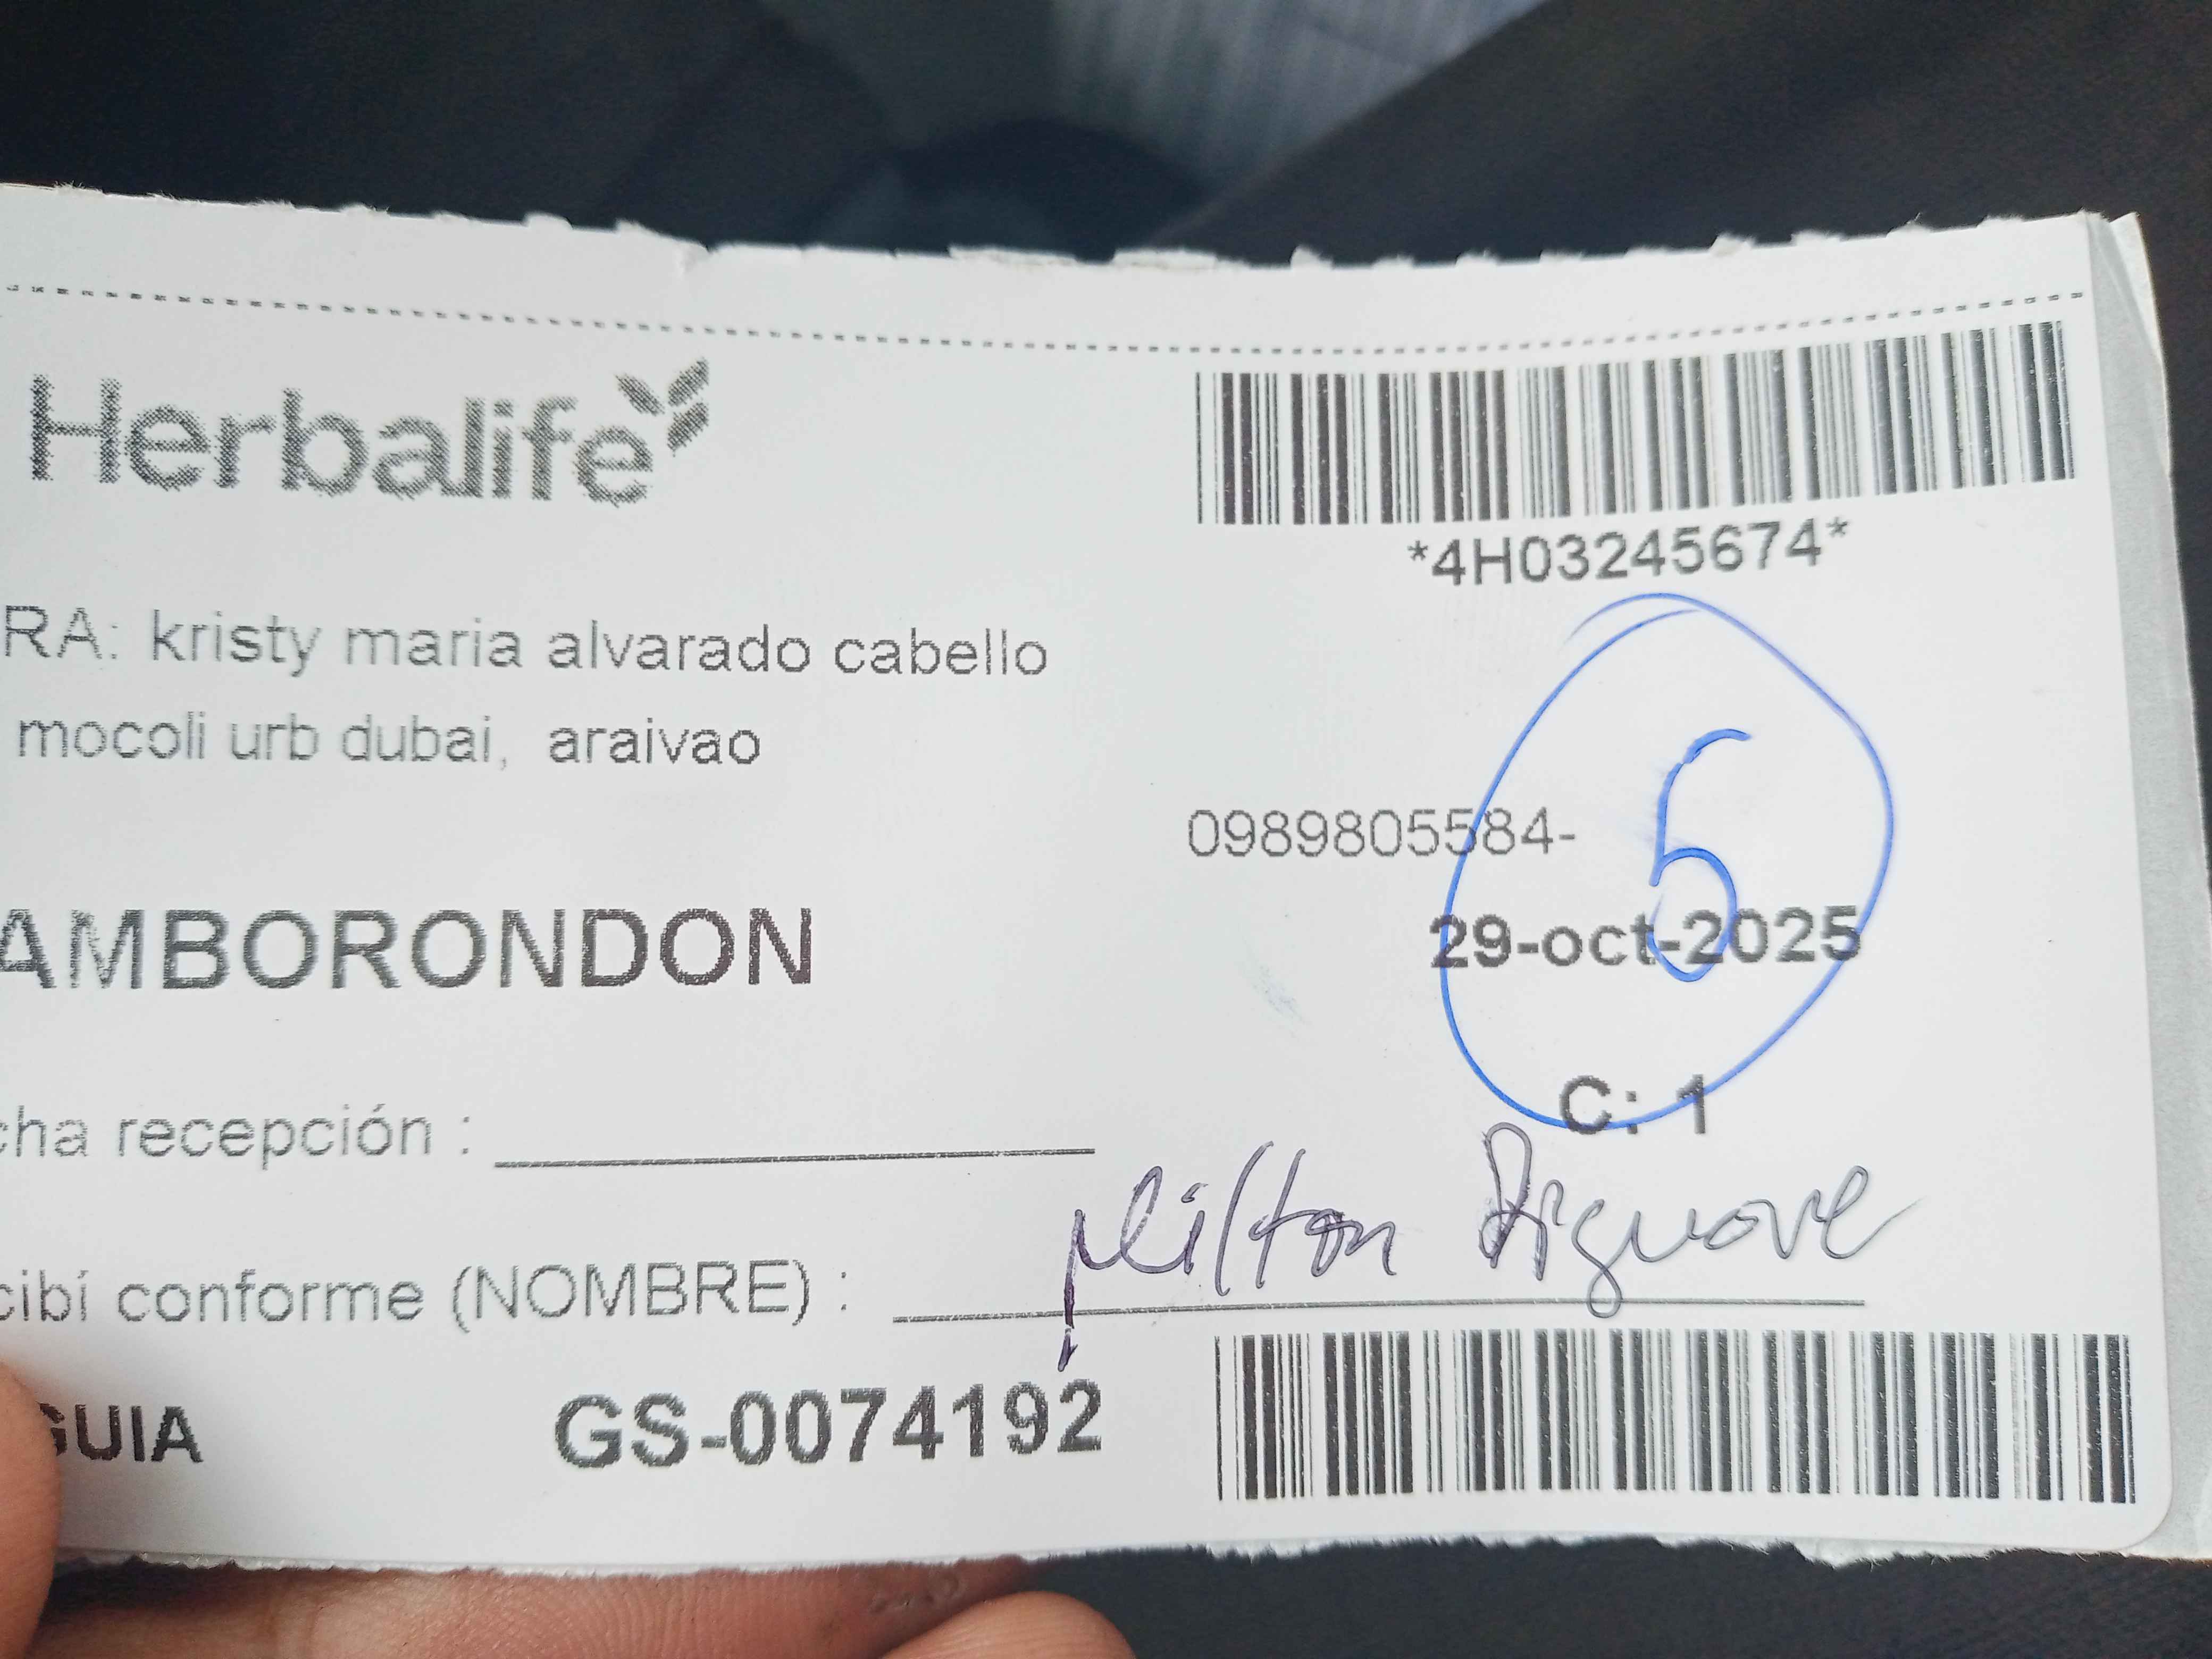 Herbalife
*4H03245674*
RA: kristy maria alvarado cabello
mocoli urb dubai, araivao
0989805584-
5
AMBORONDON
29-oct-2025
C: 1
cha recepción :
cibí conforme (NOMBRE) : Milton
GUIA GS-0074192